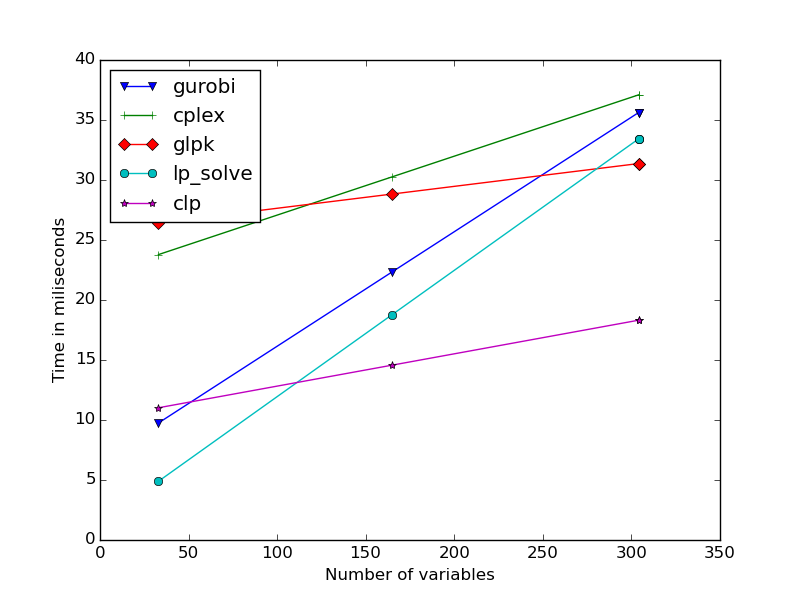 40
35
30
25
20
15
10
5
0
gurobi
cplex
glpk
lp_solve
clp
Time in miliseconds
0 50 100 150 200 250 300 350
Number of variables